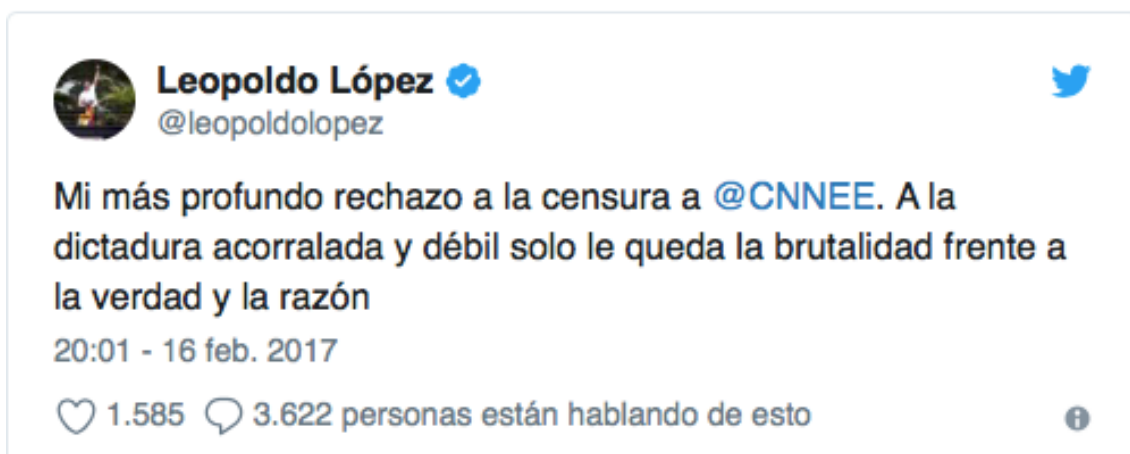 Leopoldo López
@leopoldolopez
Mi más profundo rechazo a la censura a @CNNEE. A la
dictadura acorralada y débil solo le queda la brutalidad frente a
la verdad y la razón
20:01 - 16 feb. 2017
1.585 3.622 personas están hablando de esto